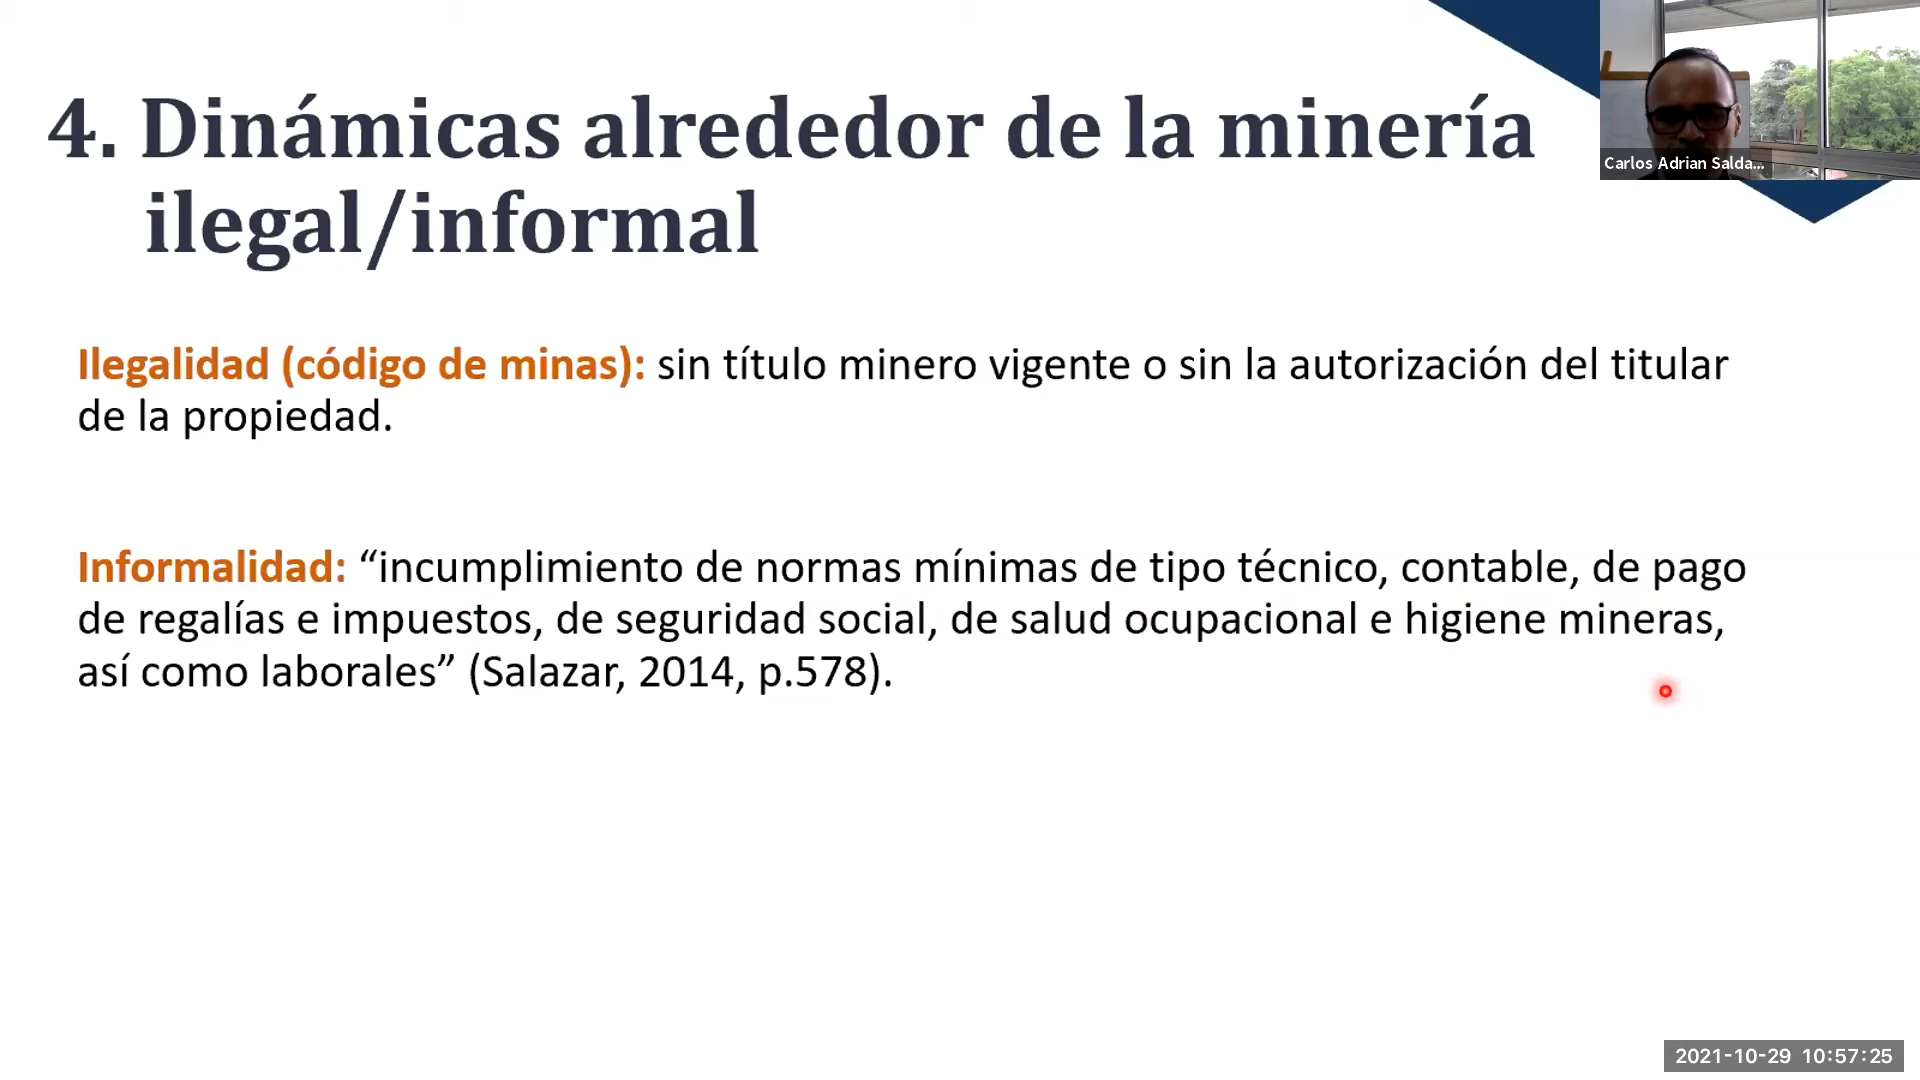 4. Dinámicas alrededor de la minería
ilegal/informal
Carlos Adrian Salda...
Ilegalidad (código de minas): sin título minero vigente o sin la autorización del titular
de la propiedad.
Informalidad: “incumplimiento de normas mínimas de tipo técnico, contable, de pago
de regalías e impuestos, de seguridad social, de salud ocupacional e higiene mineras,
así como laborales” (Salazar, 2014, p.578).
2021-10-29 10:57:25